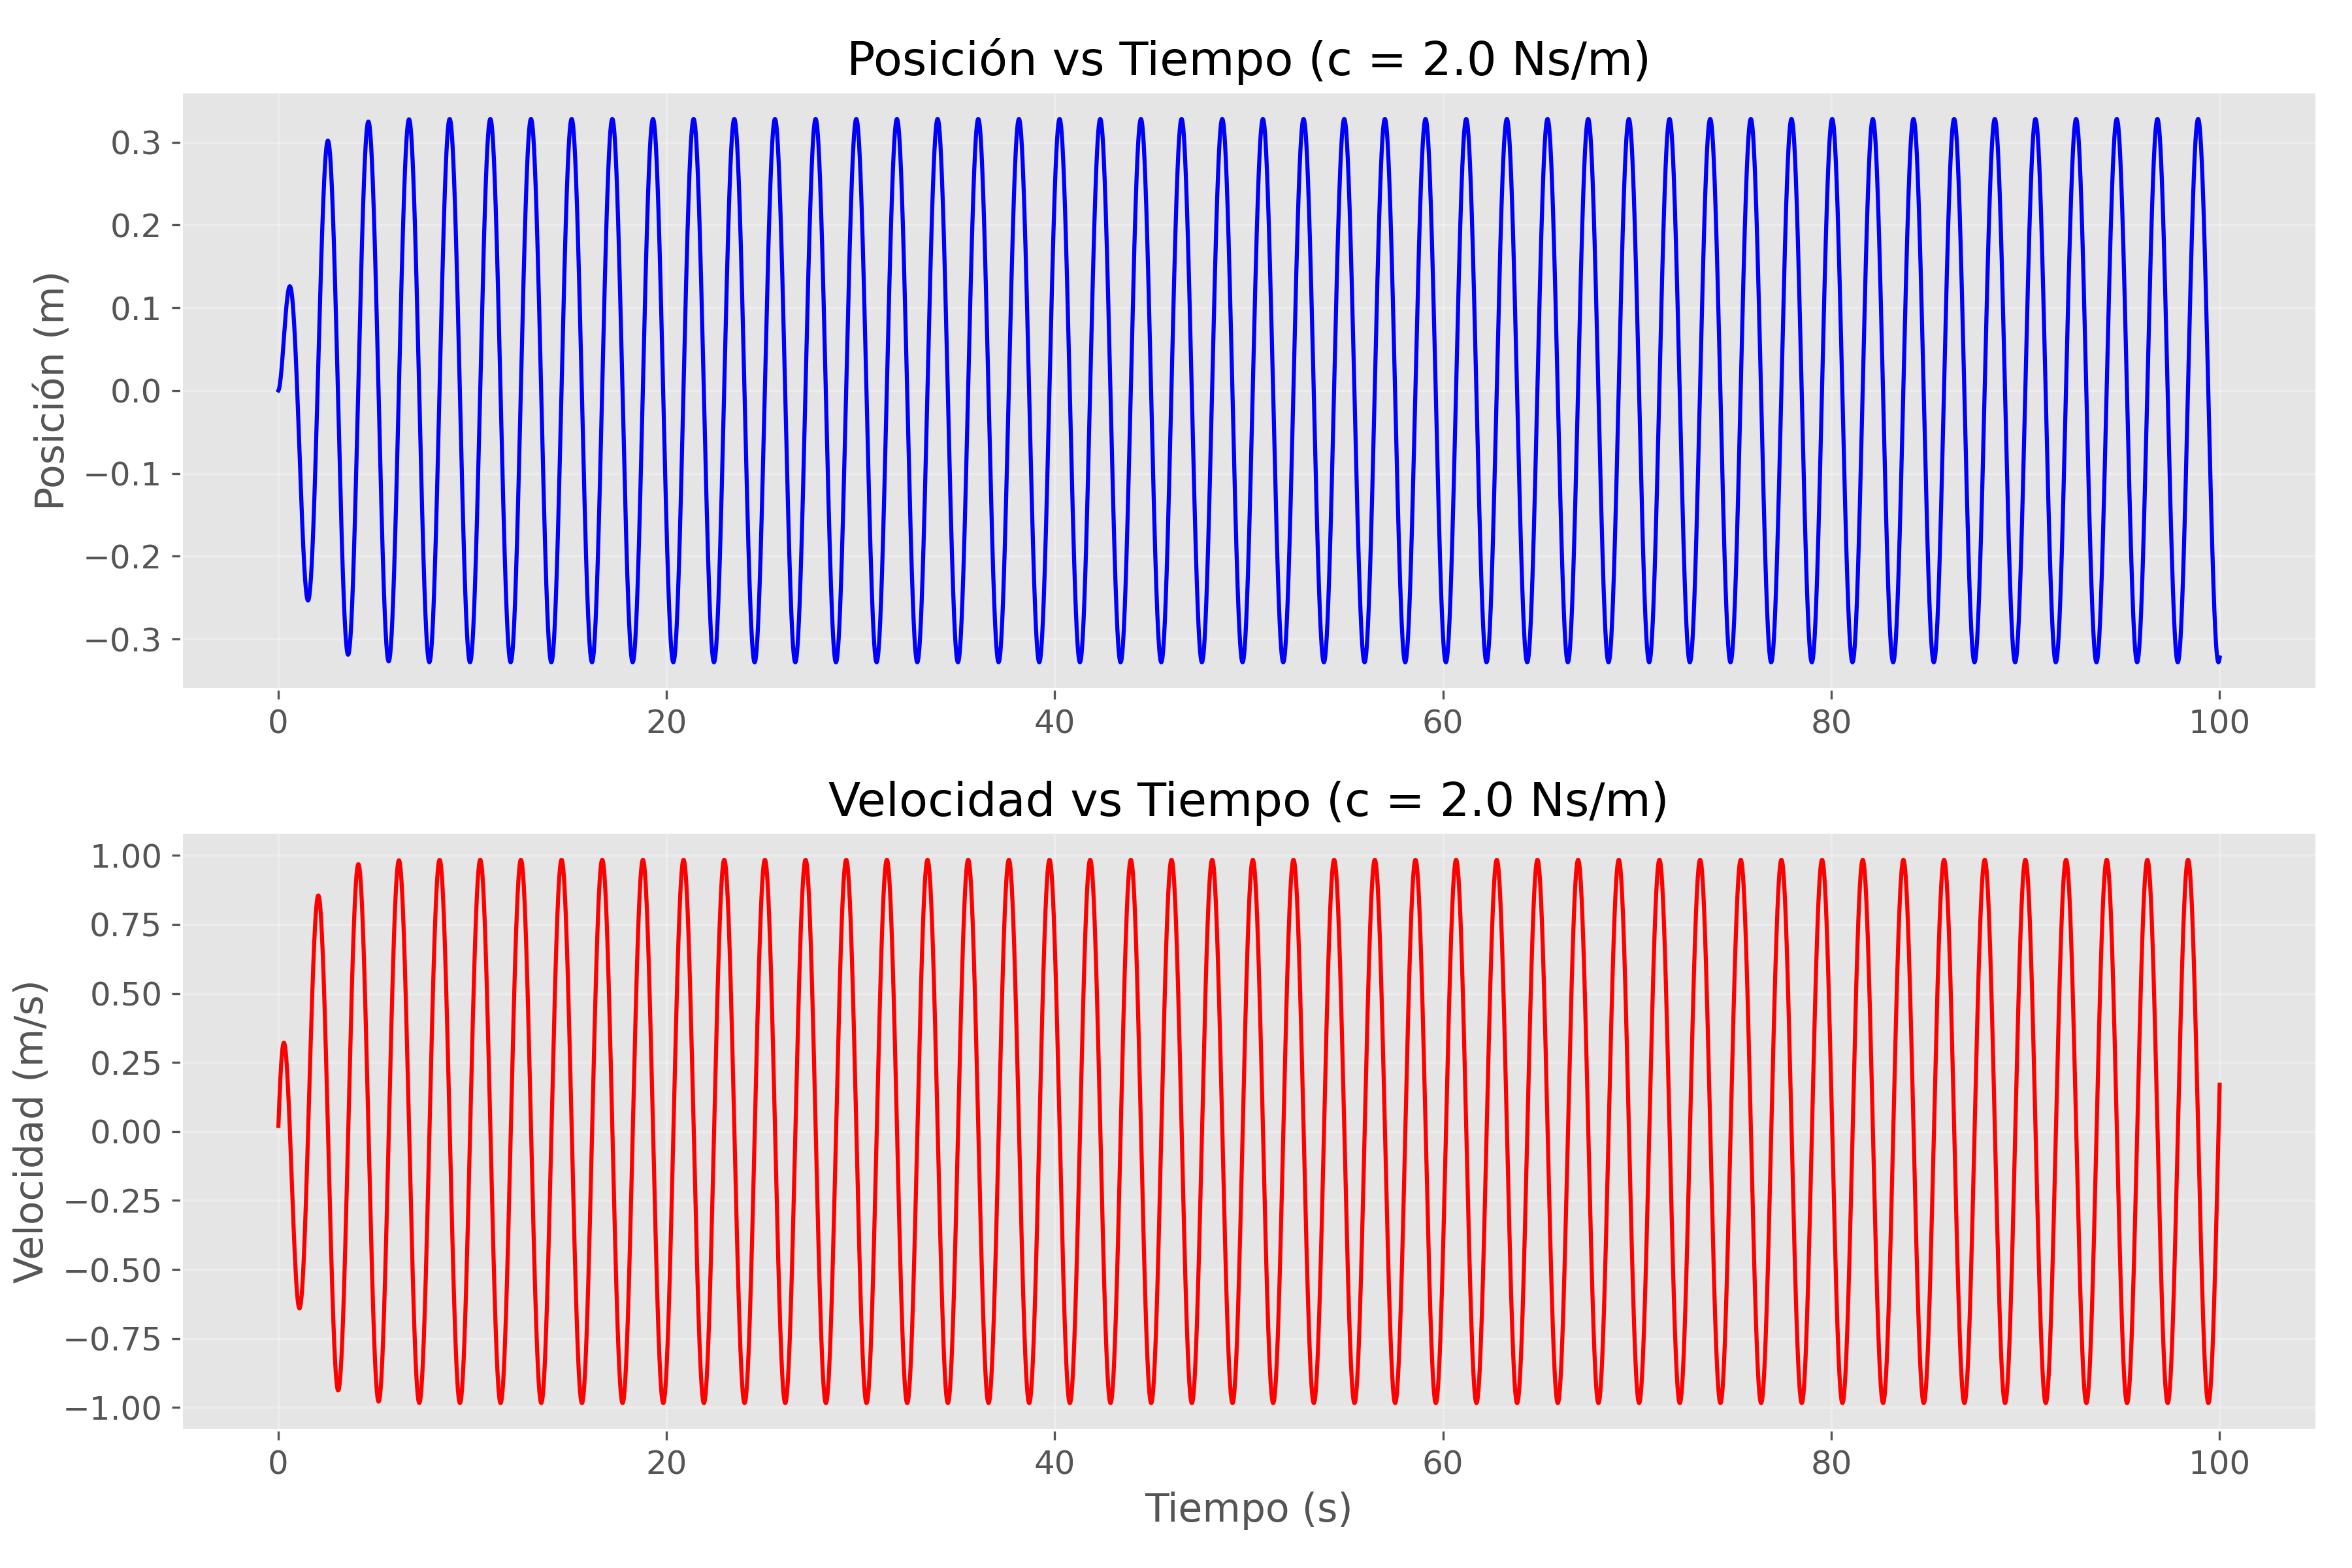 Posición vs Tiempo (c = 2.0 Ns/m)
Posición (m)
0.3
0.2
0.1
0.0
−0.1
−0.2
−0.3
0 20 40 60 80 100
Velocidad vs Tiempo (c = 2.0 Ns/m)
Velocidad (m/s)
1.00
0.75
0.50
0.25
0.00
−0.25
−0.50
−0.75
−1.00
0 20 40 60 80 100
Tiempo (s)